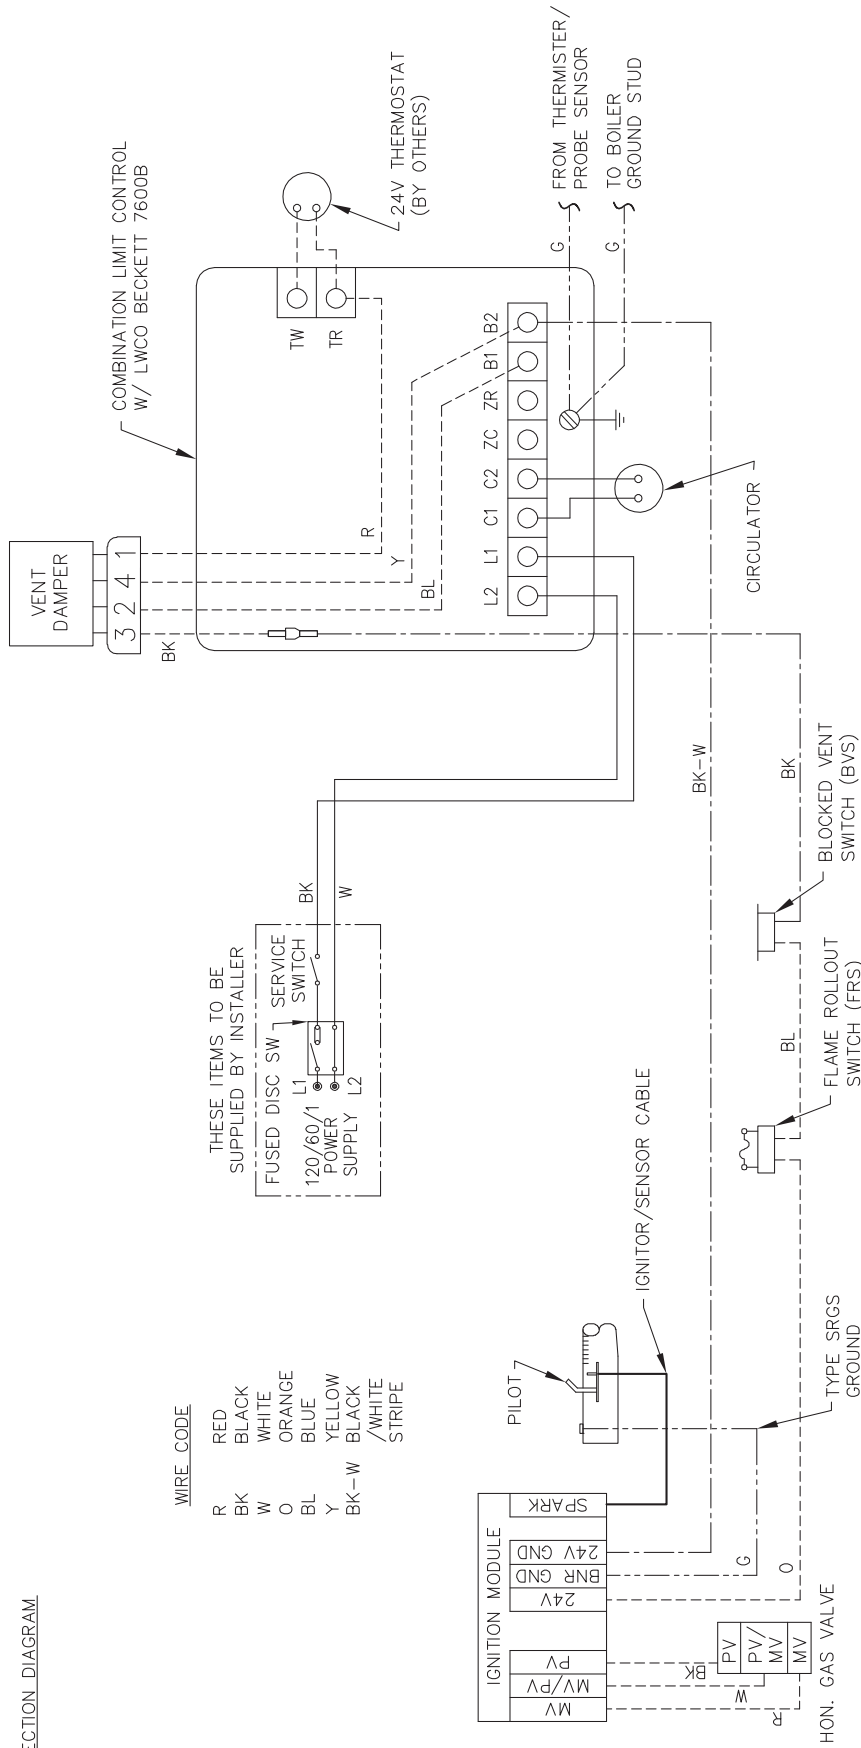 ECTION DIAGRAM
WIRE CODE
R RED
BK BLACK
W WHITE
O ORANGE
BL BLUE
Y YELLOW
BK-W BLACK
/WHITE
STRIPE
THESE ITEMS TO BE
SUPPLIED BY INSTALLER
FUSED DISC SW
SERVICE
SWITCH
L1
120/60/1
POWER
SUPPLY
L2
BK
W
VENT
DAMPER
3 2 4 1
BK
COMBINATION LIMIT CONTROL
W/ LWCO BECKETT 7600B
TW
TR
24V THERMOSTAT
(BY OTHERS)
R
Y
BL
L2 L1 C1 C2 ZC ZR B1 B2
G
FROM THERMISTER/
PROBE SENSOR
G
TO BOILER
GROUND STUD
CIRCULATOR
BK-W
BK
BLOCKED VENT
SWITCH (BVS)
BL
FLAME ROLLOUT
SWITCH (FRS)
IGNITOR/SENSOR CABLE
PILOT
TYPE SRGS
GROUND
IGNITION MODULE
MV
MV/PV
PV
24V
BNR GND
24V GND
SPARK
G
O
BK
W
R
PV
PV/
MV
MV
HON. GAS VALVE